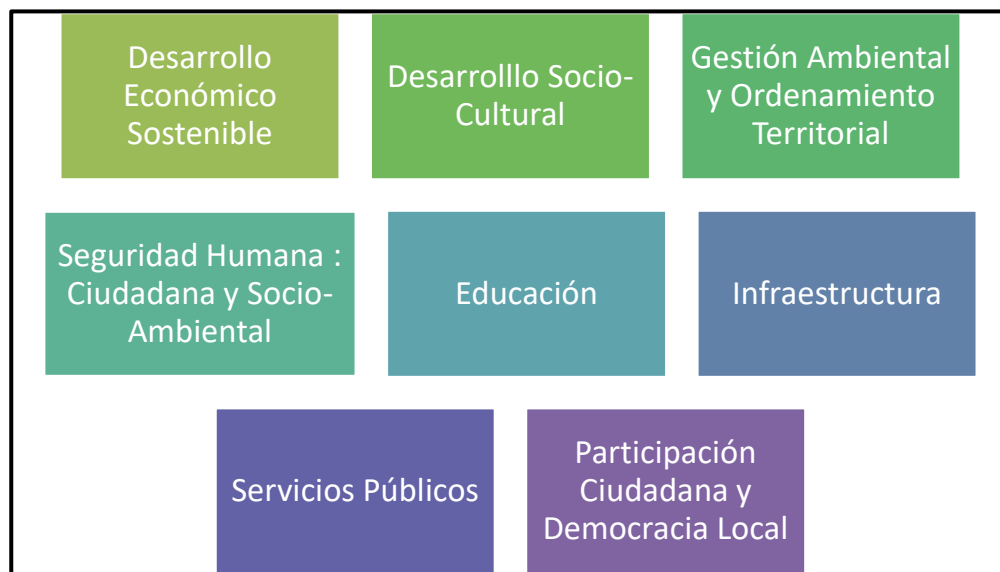 Desarrollo
Económico
Sostenible
Desarrolllo Socio-
Cultural
Gestión Ambiental
y Ordenamiento
Territorial
Seguridad Humana :
Ciudadana y Socio-
Ambiental
Educación
Infraestructura
Servicios Públicos
Participación
Ciudadana y
Democracia Local